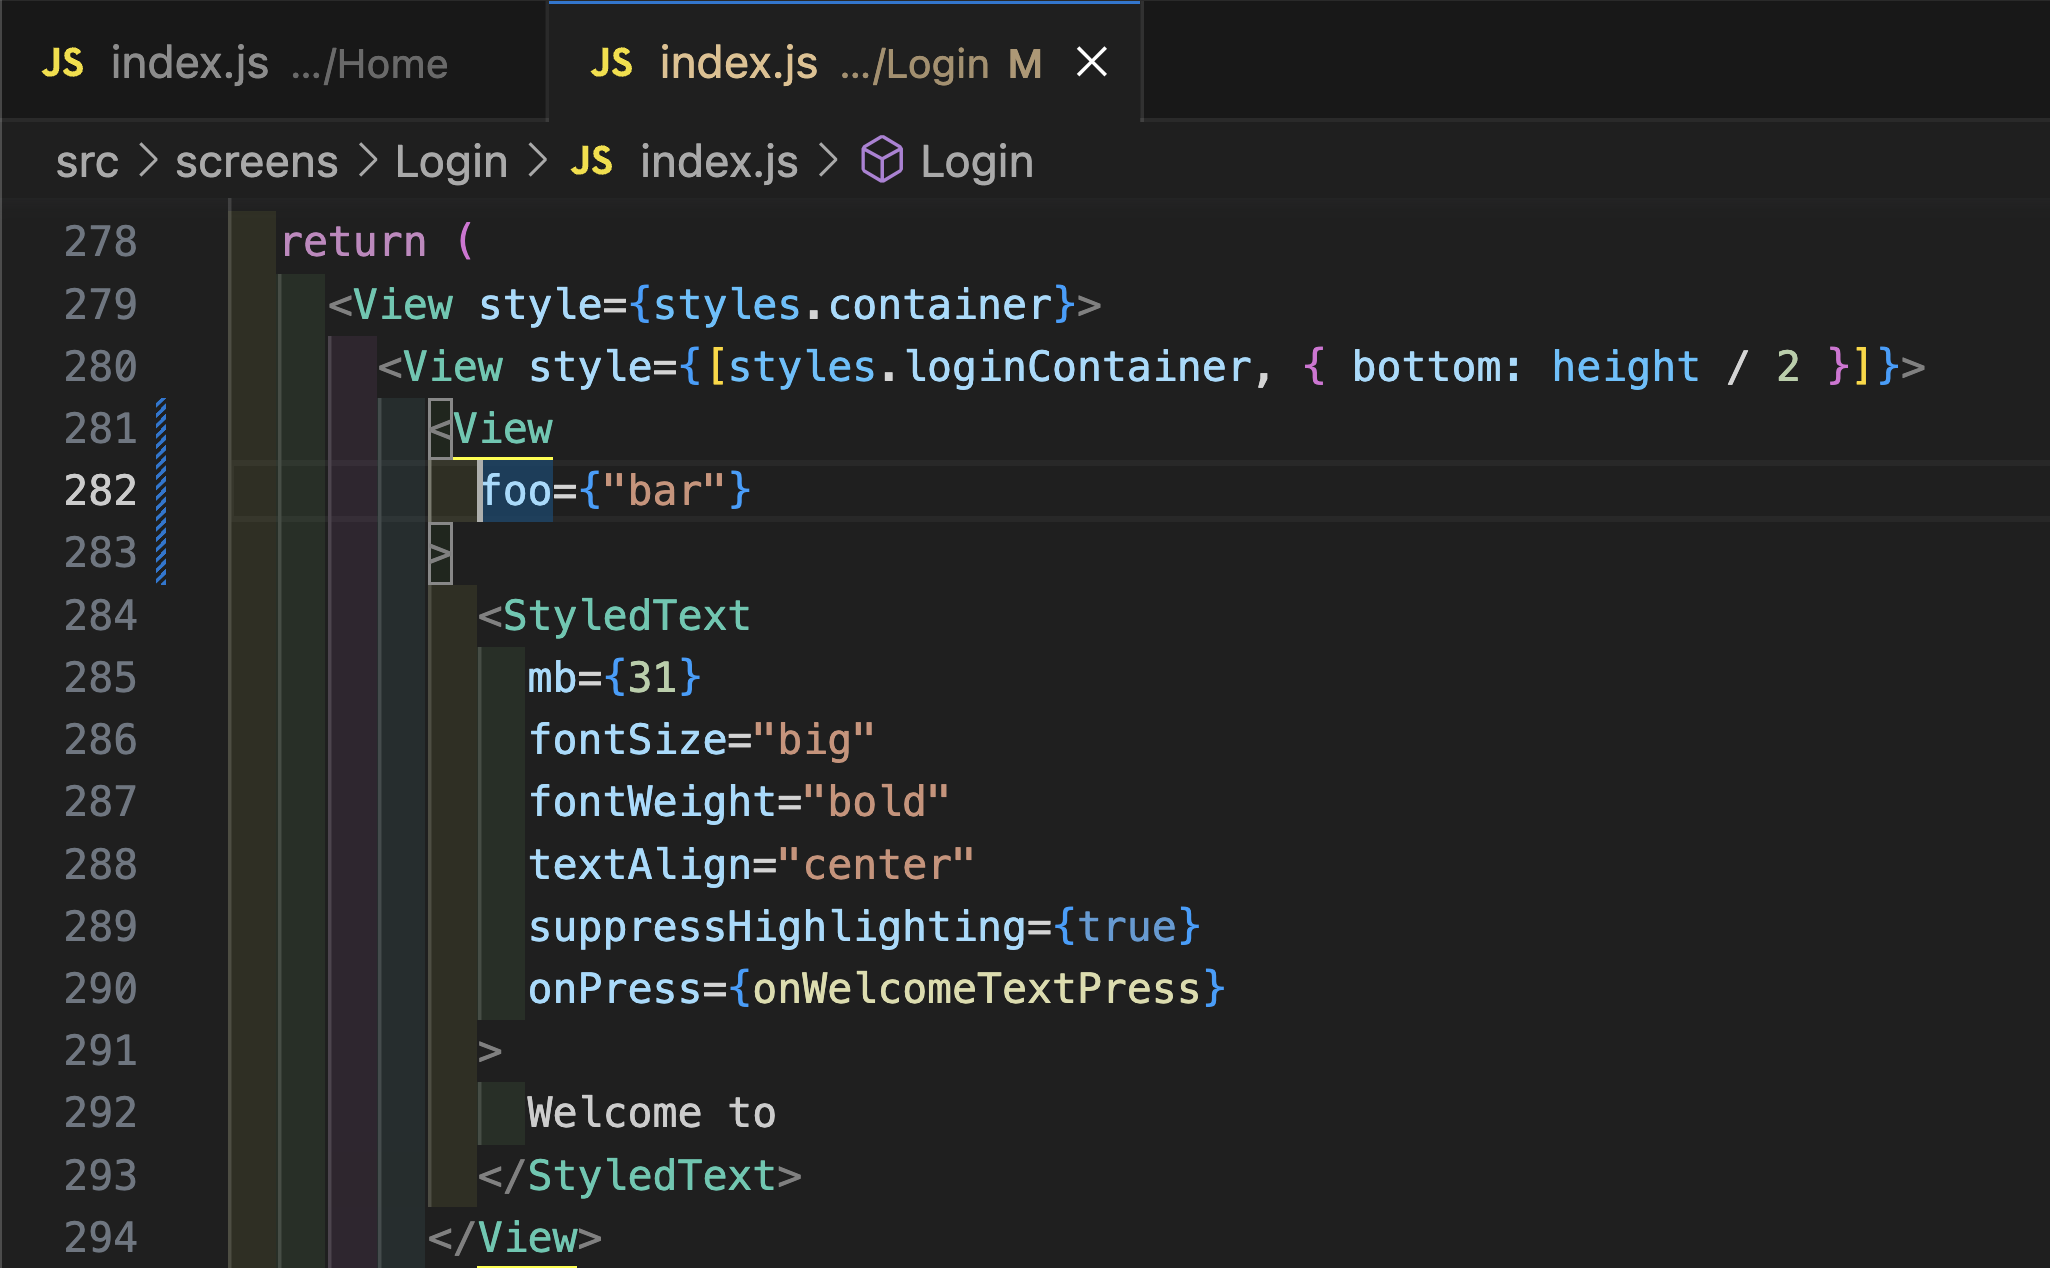 JS index.js .../Home JS index.js .../Login M
src > screens > Login > JS index.js > Login
278 return (
279 <View style={styles.container}>
280 <View style={[styles.loginContainer, { bottom: height / 2 }]}>
281 <View
282 foo={"bar"}
283 >
284 <StyledText
285 mb={31}
286 fontSize="big"
287 fontWeight="bold"
288 textAlign="center"
289 suppressHighlighting={true}
290 onPress={onWelcomeTextPress}
291 >
292 Welcome to
293 </StyledText>
294 </View>